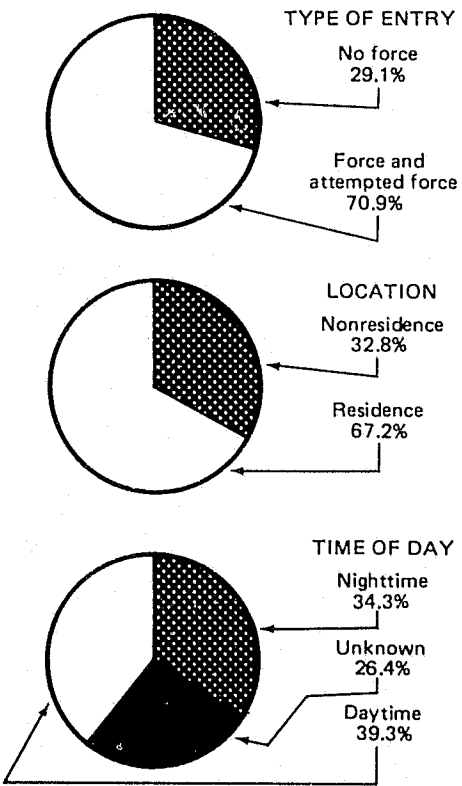 TYPE OF ENTRY
No force
29.1%
Force and
attempted force
70.9%
LOCATION
Nonresidence
32.8%
Residence
67.2%
TIME OF DAY
Nighttime
34.3%
Unknown
26.4%
Daytime
39.3%